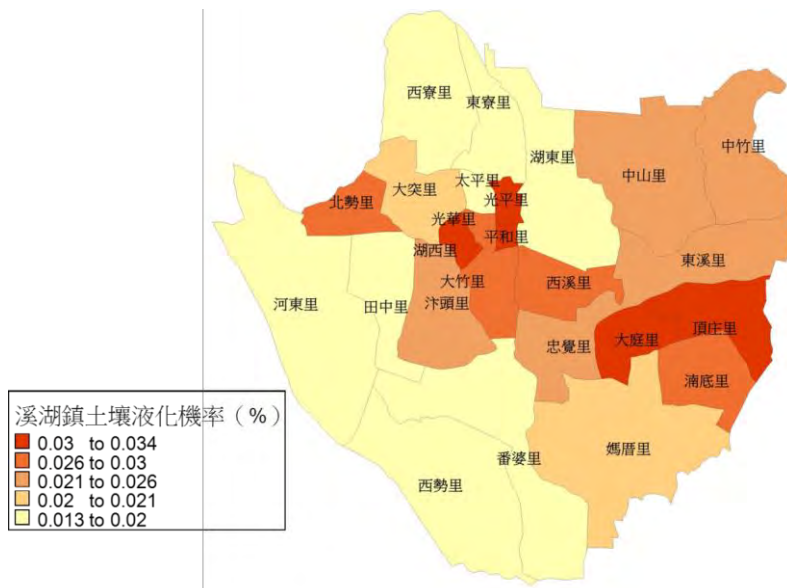 西寮里
東寮里
中竹里
湖東里
中山里
太平里
大突里
北勢里
光平里
光華里
平和里
湖西里
東溪里
大竹里
西溪里
河東里
田中里
汴頭里
頂庄里
大庭里
忠覺里
湳底里
媽厝里
番婆里
西勢里
溪湖鎮土壤液化機率（%）
0.03 to 0.034
0.026 to 0.03
0.021 to 0.026
0.02 to 0.021
0.013 to 0.02